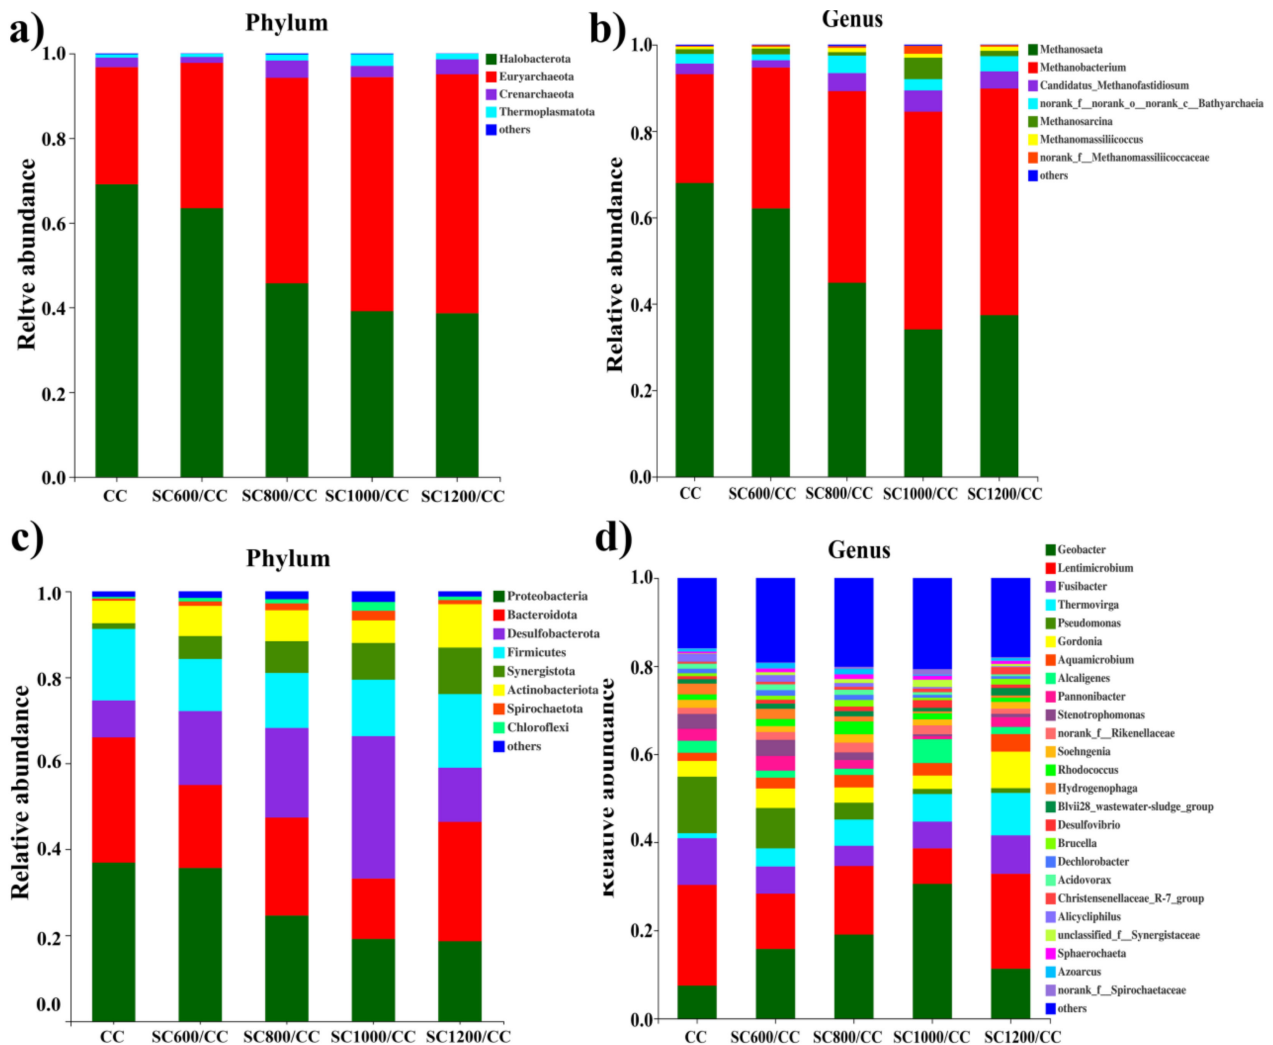 a)
Phylum
Reltve abundance
1.0
0.8
0.6
0.4
0.2
0.0
CC
SC600/CC
SC800/CC
SC1000/CC
SC1200/CC
Halobacterota
Euryarchaeota
Crenarchaeota
Thermoplasmatota
others
b)
Genus
Relative abundance
1.0
0.8
0.6
0.4
0.2
0.0
CC
SC600/CC
SC800/CC
SC1000/CC
SC1200/CC
Methanosaeta
Methanobacterium
Candidatus_Methanofastidiosum
norank_f__norank_o__norank_c__Bathyarchaeia
Methanosarcina
Methanomassiliicoccus
norank_f__Methanomassiliicoccaceae
others
c)
Phylum
Relative abundance
1.0
0.8
0.6
0.4
0.2
0.0
CC
SC600/CC
SC800/CC
SC1000/CC
SC1200/CC
Proteobacteria
Bacteroidota
Desulfobacterota
Firmicutes
Synergistota
Actinobacteriota
Spirochaetota
Chloroflexi
others
d)
Genus
Relative abundance
1.0
0.8
0.6
0.4
0.2
0.0
CC
SC600/CC
SC800/CC
SC1000/CC
SC1200/CC
Geobacter
Lentimicrobium
Fusibacter
Thermovirga
Pseudomonas
Gordonia
Aquamicrobium
Alcaligenes
Pannonibacter
Stenotrophomonas
norank_f__Rikenellaceae
Soehngenia
Rhodococcus
Hydrogenophaga
Blvii28_wastewater-sludge_group
Desulfovibrio
Brucella
Dechlorobacter
Acidovorax
Christensenellaceae_R-7_group
Alicycliphilus
unclassified_f__Synergistaceae
Sphaerochaeta
Azoarcus
norank_f__Spirochaetaceae
others